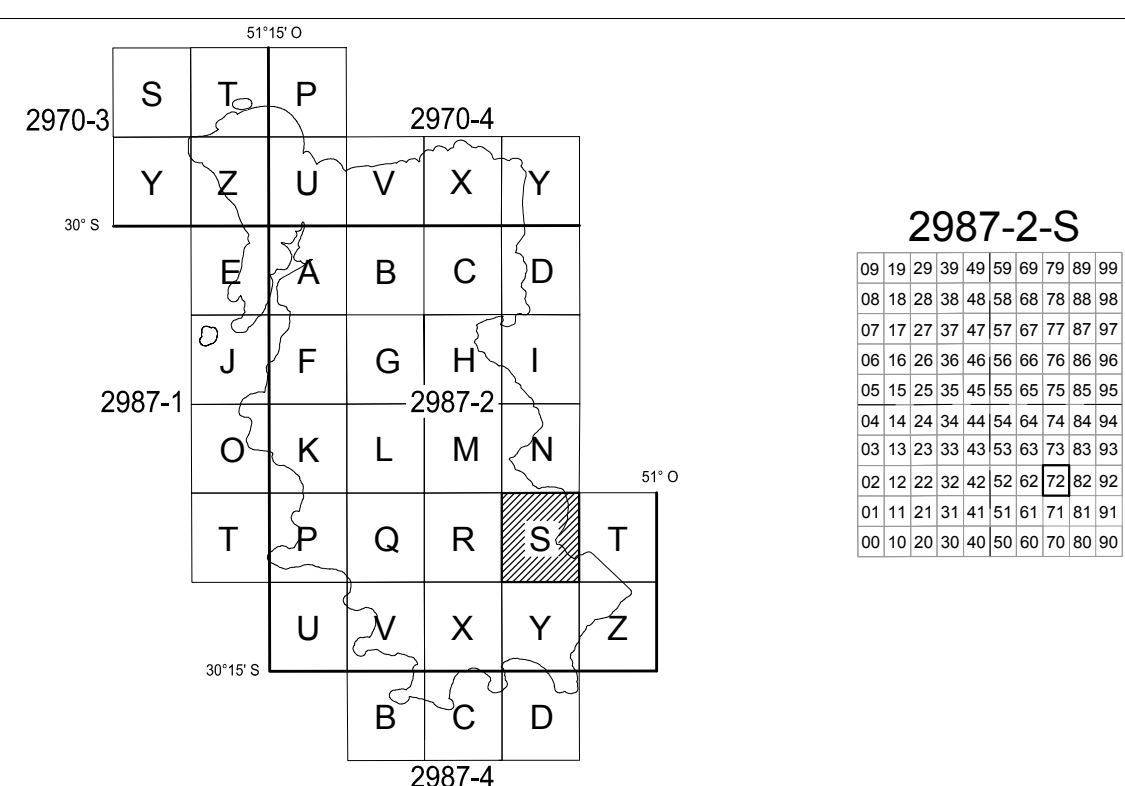 51°15' O
S T P
2970-3 2970-4
Y Z U V X Y
30° S
E A B C D
J F G H I
2987-1 2987-2
O K L M N
51° O
T P Q R S T
U V X Y Z
30°15' S
B C D
2987-4
2987-2-S
09 19 29 39 49 59 69 79 89 99
08 18 28 38 48 58 68 78 88 98
07 17 27 37 47 57 67 77 87 97
06 16 26 36 46 56 66 76 86 96
05 15 25 35 45 55 65 75 85 95
04 14 24 34 44 54 64 74 84 94
03 13 23 33 43 53 63 73 83 93
02 12 22 32 42 52 62 72 82 92
01 11 21 31 41 51 61 71 81 91
00 10 20 30 40 50 60 70 80 90